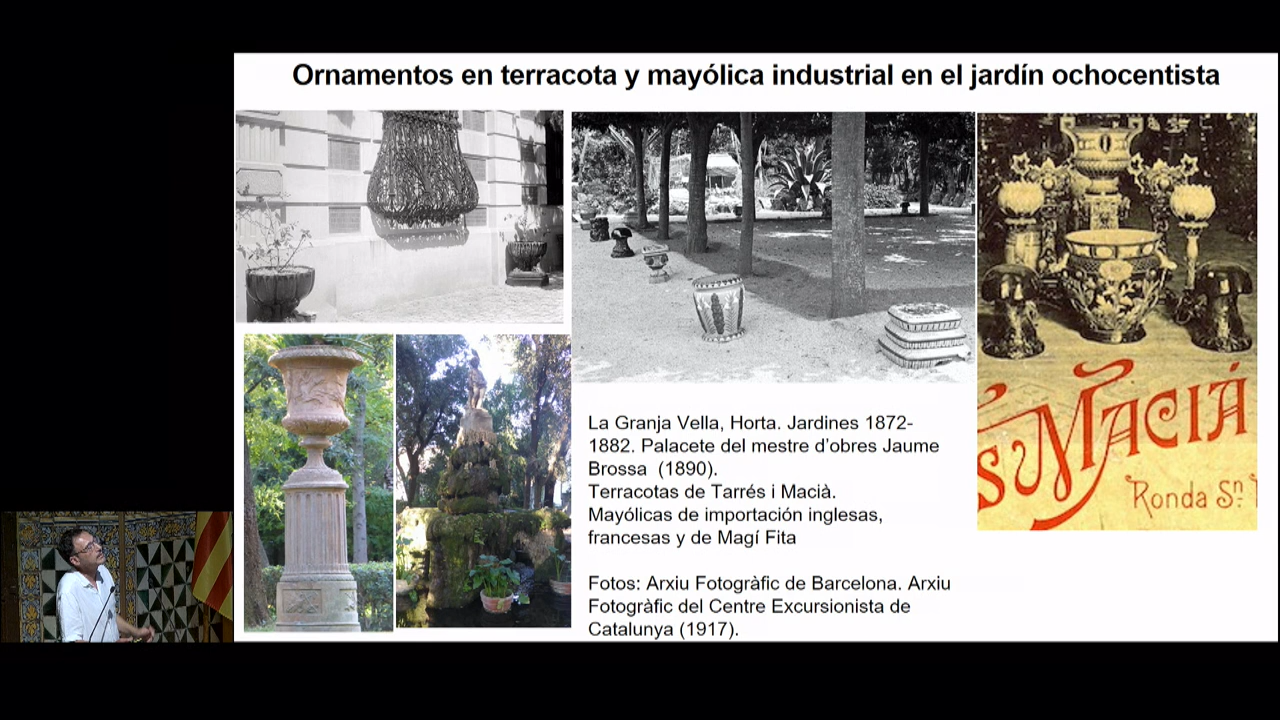 Ornamentos en terracota y mayólica industrial en el jardín ochocentista
La Granja Vella, Horta. Jardines 1872-
1882. Palacete del mestre d'obres Jaume
Brossa (1890).
Terracotas de Tarrés i Macià.
Mayólicas de importación inglesas,
francesas y de Magí Fita
Fotos: Arxiu Fotogràfic de Barcelona. Arxiu
Fotogràfic del Centre Excursionista de
Catalunya (1917).
MACIÁ
Ronda Sn